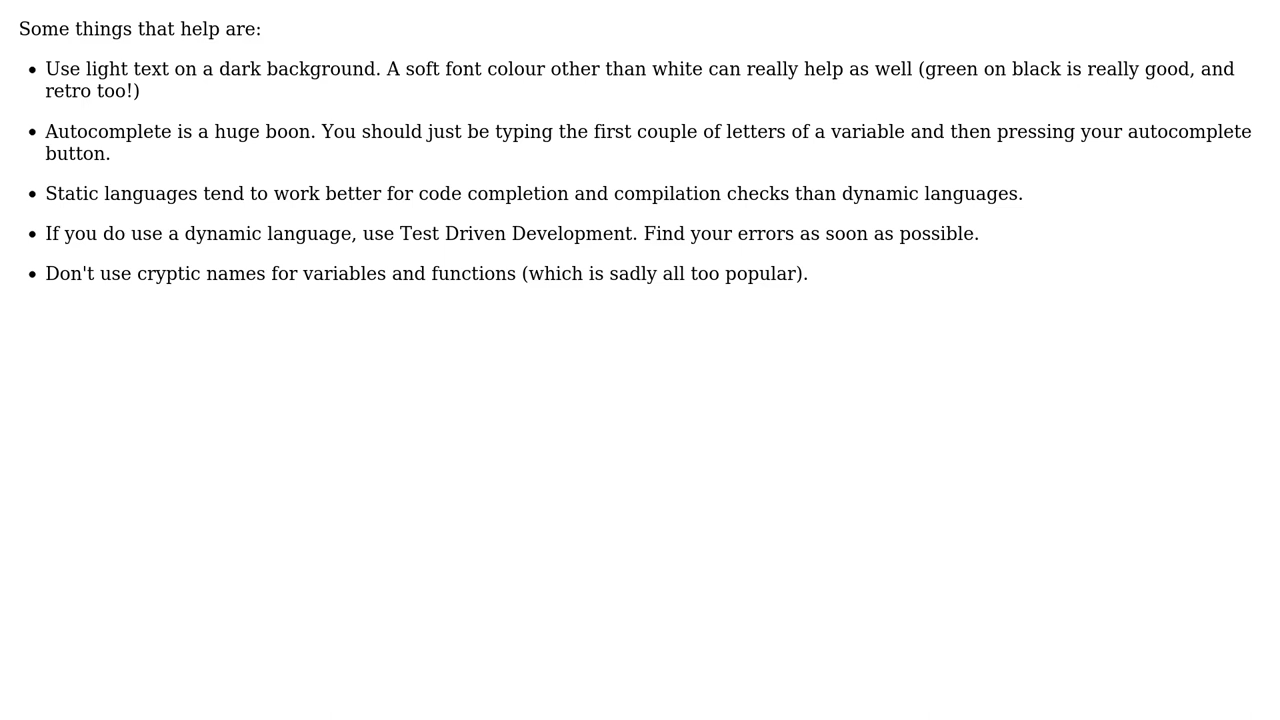 Some things that help are:
• Use light text on a dark background. A soft font colour other than white can really help as well (green on black is really good, and
retro too!)
• Autocomplete is a huge boon. You should just be typing the first couple of letters of a variable and then pressing your autocomplete
button.
• Static languages tend to work better for code completion and compilation checks than dynamic languages.
• If you do use a dynamic language, use Test Driven Development. Find your errors as soon as possible.
• Don't use cryptic names for variables and functions (which is sadly all too popular).